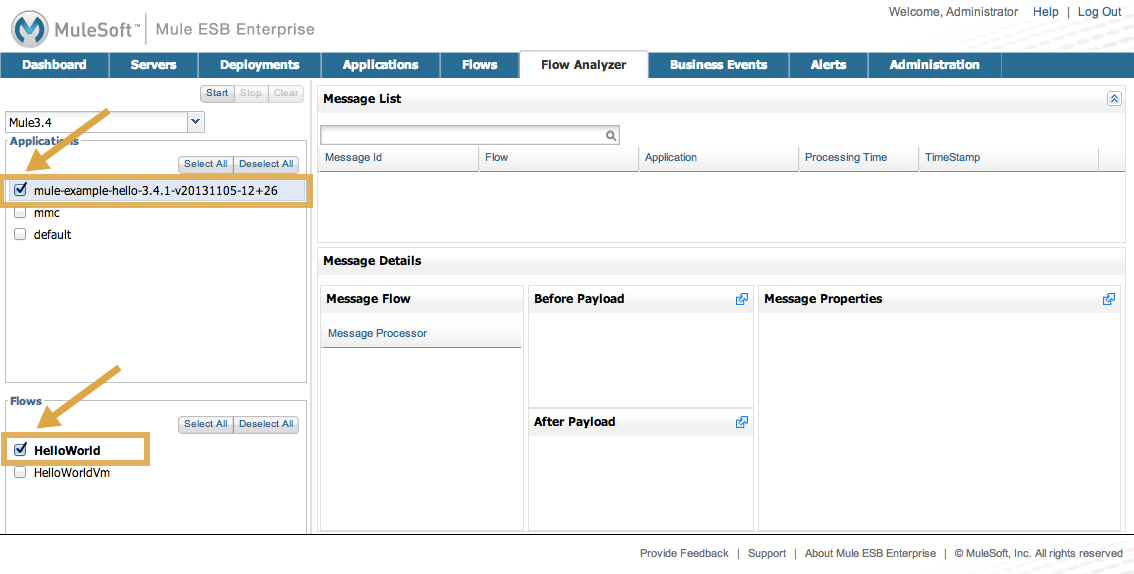 MuleSoft™ | Mule ESB Enterprise
Welcome, Administrator Help | Log Out
Dashboard Servers Deployments Applications Flows Flow Analyzer Business Events Alerts Administration
Start Stop Clear
Mule3.4
Applications
Select All Deselect All
mule-example-hello-3.4.1-v20131105-12+26
mmc
default
Flows
Select All Deselect All
HelloWorld
HelloWorldVm
Message List
Message Id Flow Application Processing Time TimeStamp
Message Details
Message Flow
Message Processor
Before Payload
After Payload
Message Properties
Provide Feedback | Support | About Mule ESB Enterprise | © MuleSoft, Inc. All rights reserved